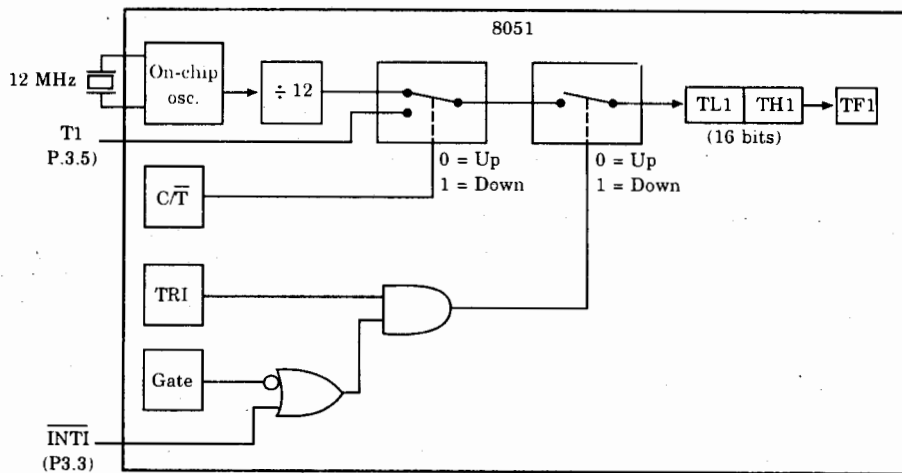 8051
12 MHz
On-chip
osc.
÷ 12
TL1 TH1 TF1
(16 bits)
T1
P.3.5)
0 = Up
1 = Down
0 = Up
1 = Down
C/T̅
TRI
Gate
I̅N̅T̅I̅
(P3.3)